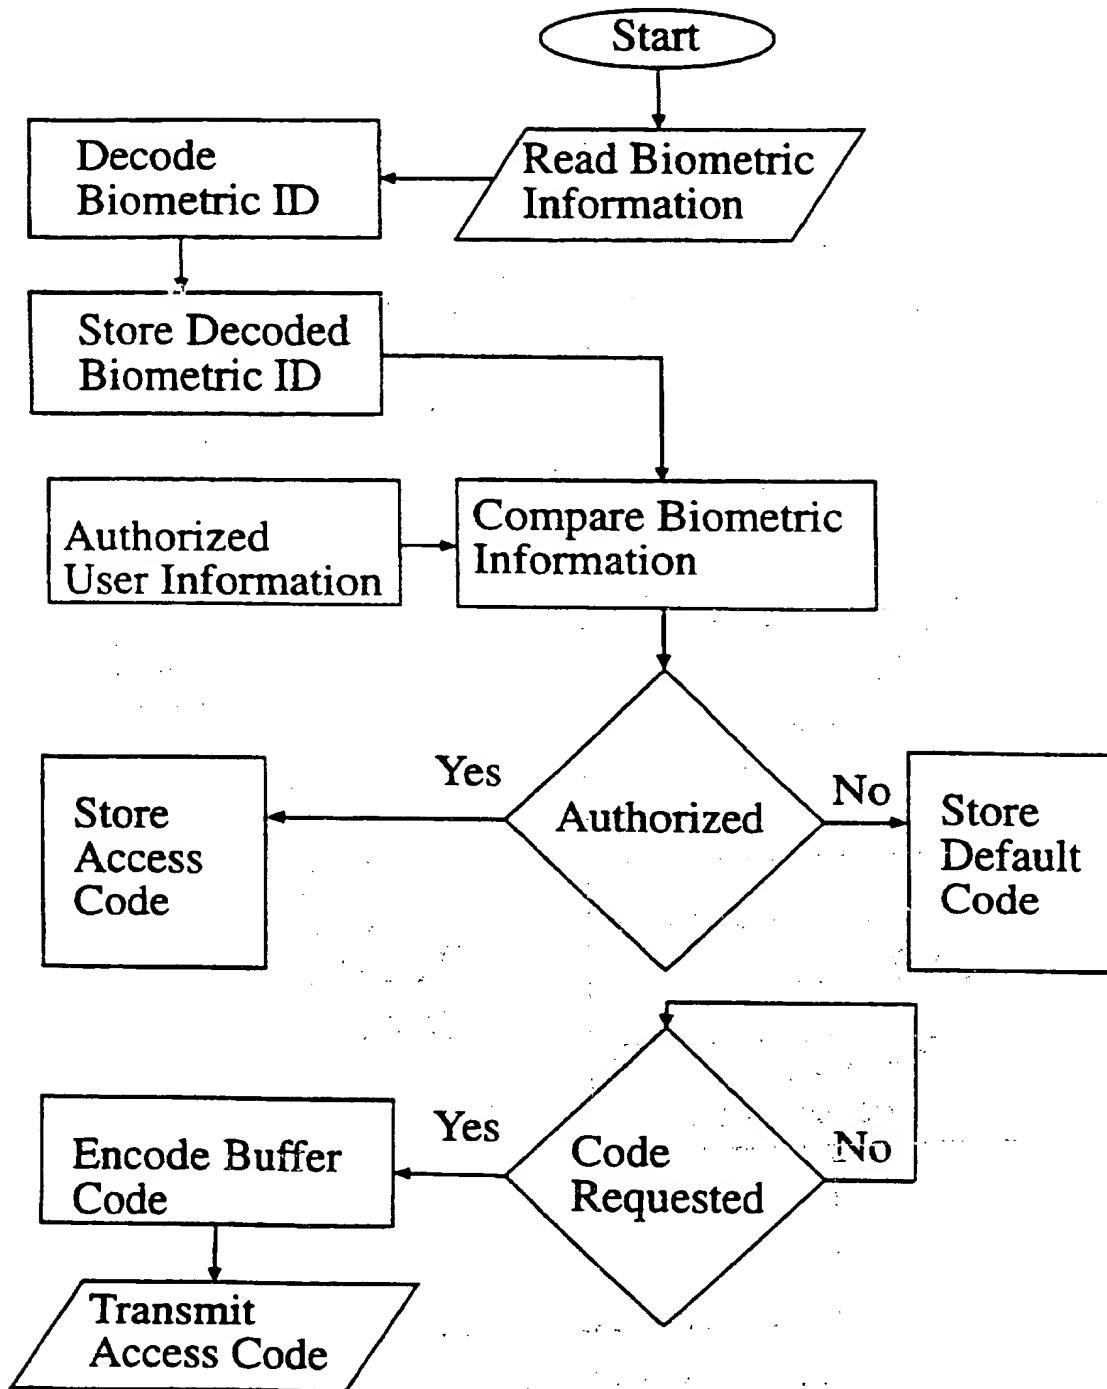 Start
Read Biometric
Information
Decode
Biometric ID
Store Decoded
Biometric ID
Authorized
User Information
Compare Biometric
Information
Authorized
Yes
No
Store
Access
Code
Store
Default
Code
Code
Requested
Yes
No
Encode Buffer
Code
Transmit
Access Code